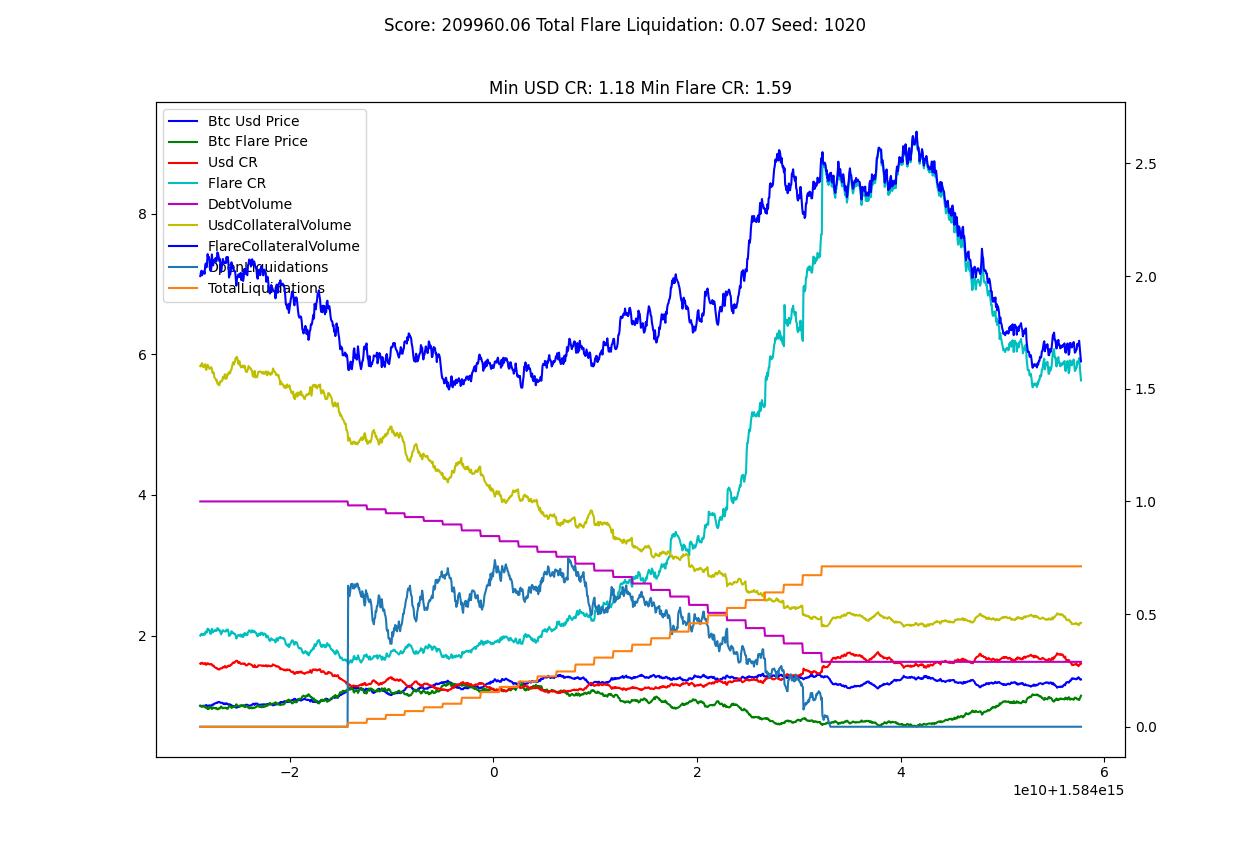 Score: 209960.06 Total Flare Liquidation: 0.07 Seed: 1020
Min USD CR: 1.18 Min Flare CR: 1.59
Btc Usd Price
Btc Flare Price
Usd CR
Flare CR
DebtVolume
UsdCollateralVolume
FlareCollateralVolume
OpenLiquidations
TotalLiquidations
8
6
4
2
2.5
2.0
1.5
1.0
0.5
0.0
−2
0
2
4
6
1e10+1.584e15